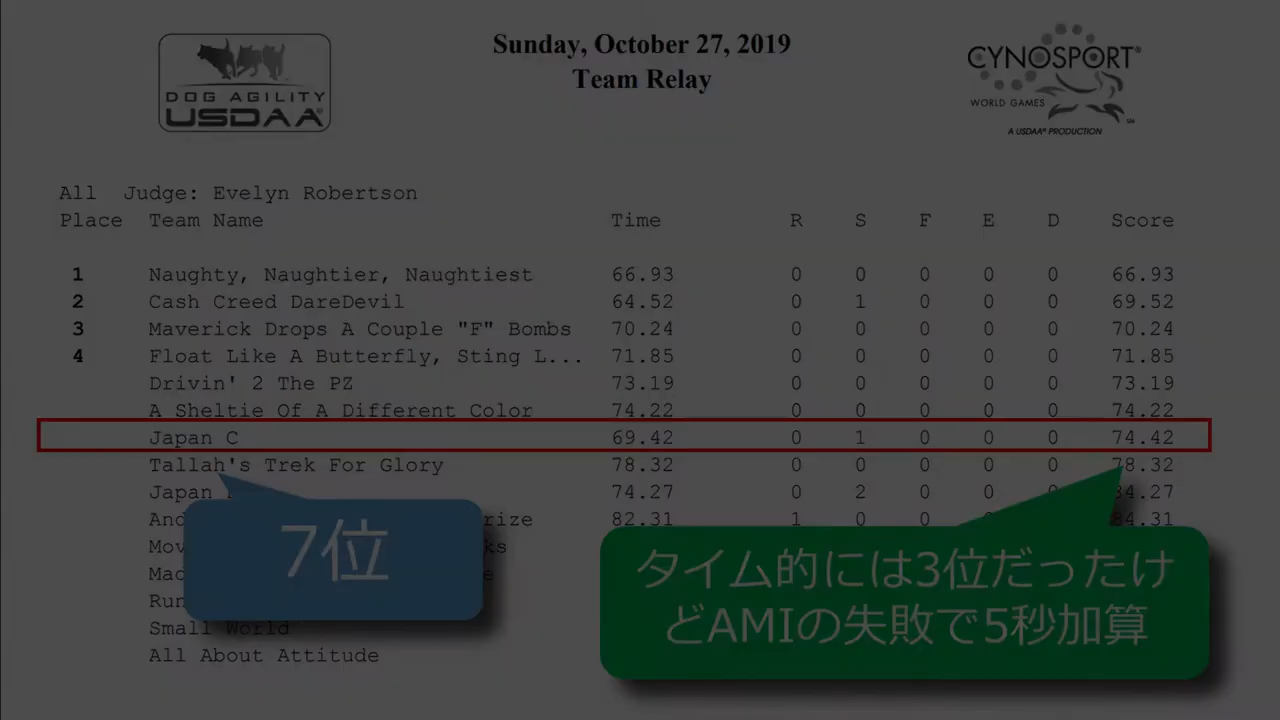 DOG AGILITY
USDAA®
Sunday, October 27, 2019
Team Relay
CYNOSPORT®
WORLD GAMES
A USDAA® PRODUCTION
All Judge: Evelyn Robertson
Place Team Name Time R S F E D Score
1 Naughty, Naughtier, Naughtiest 66.93 0 0 0 0 0 66.93
2 Cash Creed DareDevil 64.52 0 1 0 0 0 69.52
3 Maverick Drops A Couple "F" Bombs 70.24 0 0 0 0 0 70.24
4 Float Like A Butterfly, Sting L... 71.85 0 0 0 0 0 71.85
Drivin' 2 The PZ 73.19 0 0 0 0 0 73.19
A Sheltie Of A Different Color 74.22 0 0 0 0 0 74.22
Japan C 69.42 0 1 0 0 0 74.42
Tallah's Trek For Glory 78.32 0 0 0 0 0 78.32
Japan 74.27 0 2 0 0 0 84.27
82.31 1 0 0 0 0 84.31
Small World
All About Attitude
7位
タイム的には3位だったけ
どAMIの失敗で5秒加算